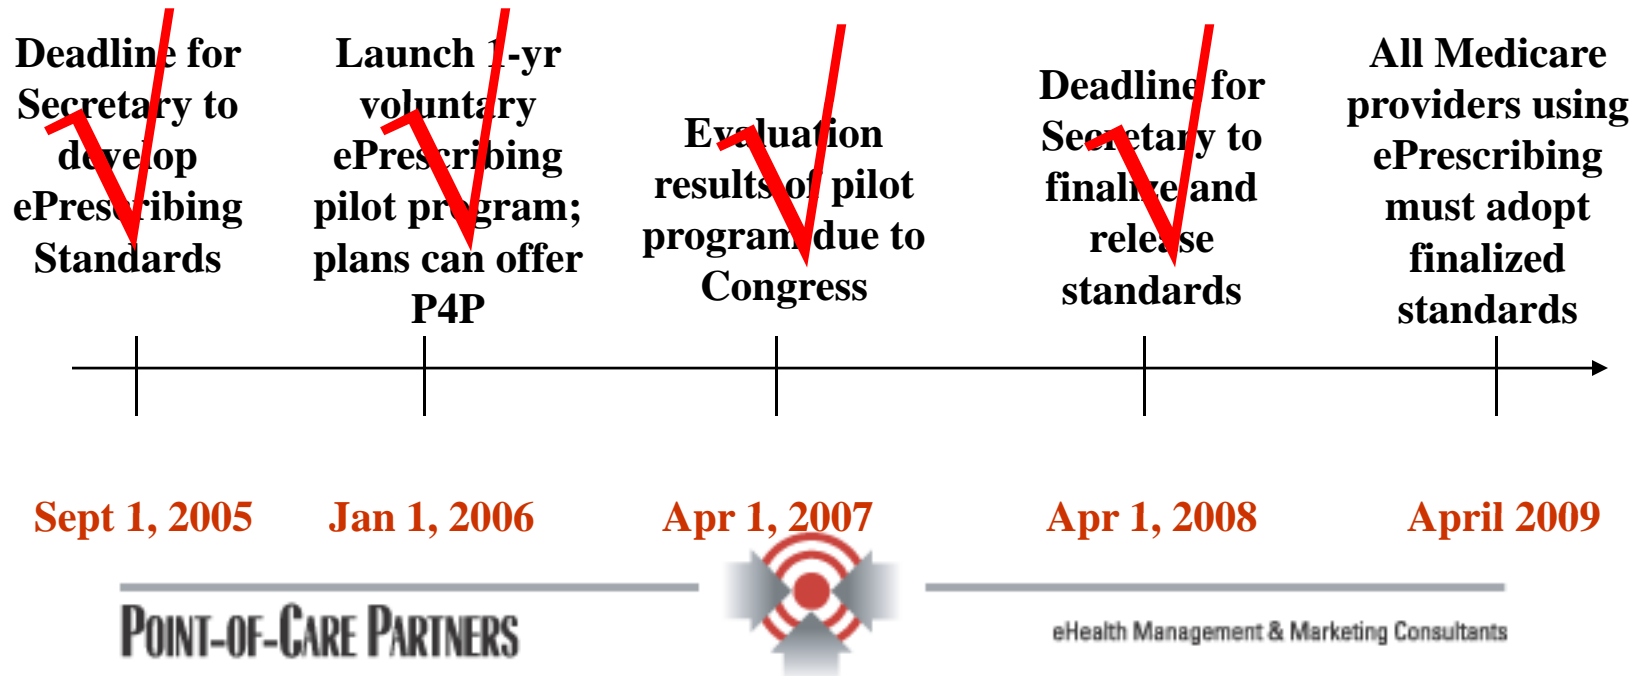 Deadline for
Secretary to
develop
ePrescribing
Standards
Launch 1-yr
voluntary
ePrescribing
pilot program;
plans can offer
P4P
Evaluation
results of pilot
program due to
Congress
Deadline for
Secretary to
finalize and
release
standards
All Medicare
providers using
ePrescribing
must adopt
finalized
standards
Sept 1, 2005
Jan 1, 2006
Apr 1, 2007
Apr 1, 2008
April 2009
POINT-OF-CARE PARTNERS
eHealth Management & Marketing Consultants